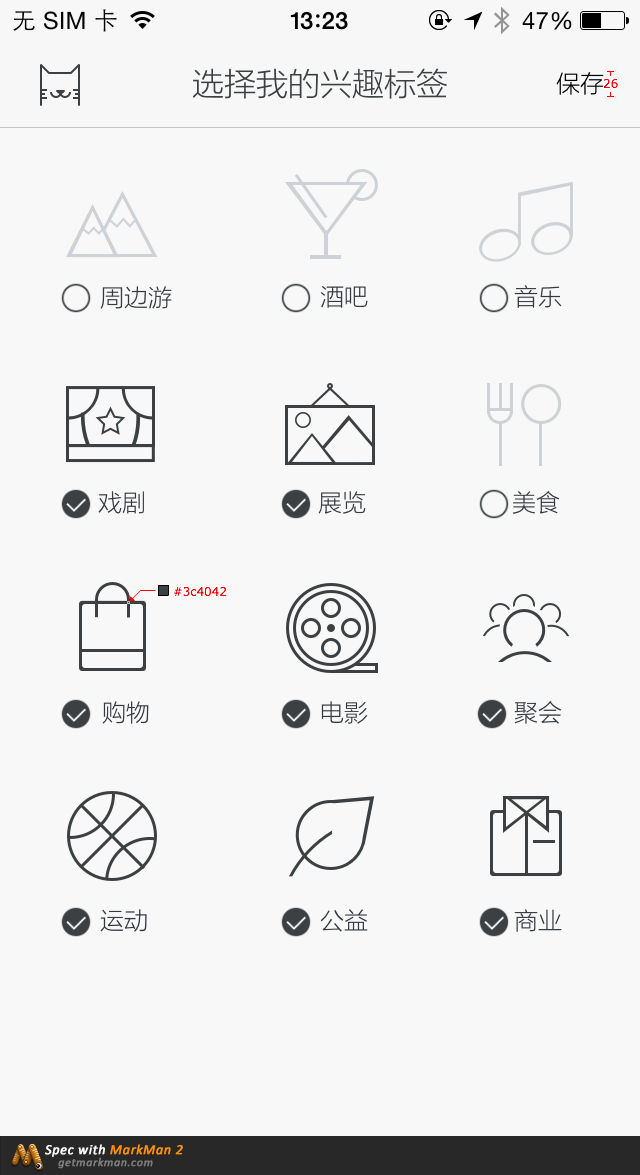 无 SIM 卡 13:23 47%
选择我的兴趣标签 保存 26
周边游 酒吧 音乐
戏剧 展览 美食
#3c4042
购物 电影 聚会
运动 公益 商业
Spec with MarkMan 2
getmarkman.com